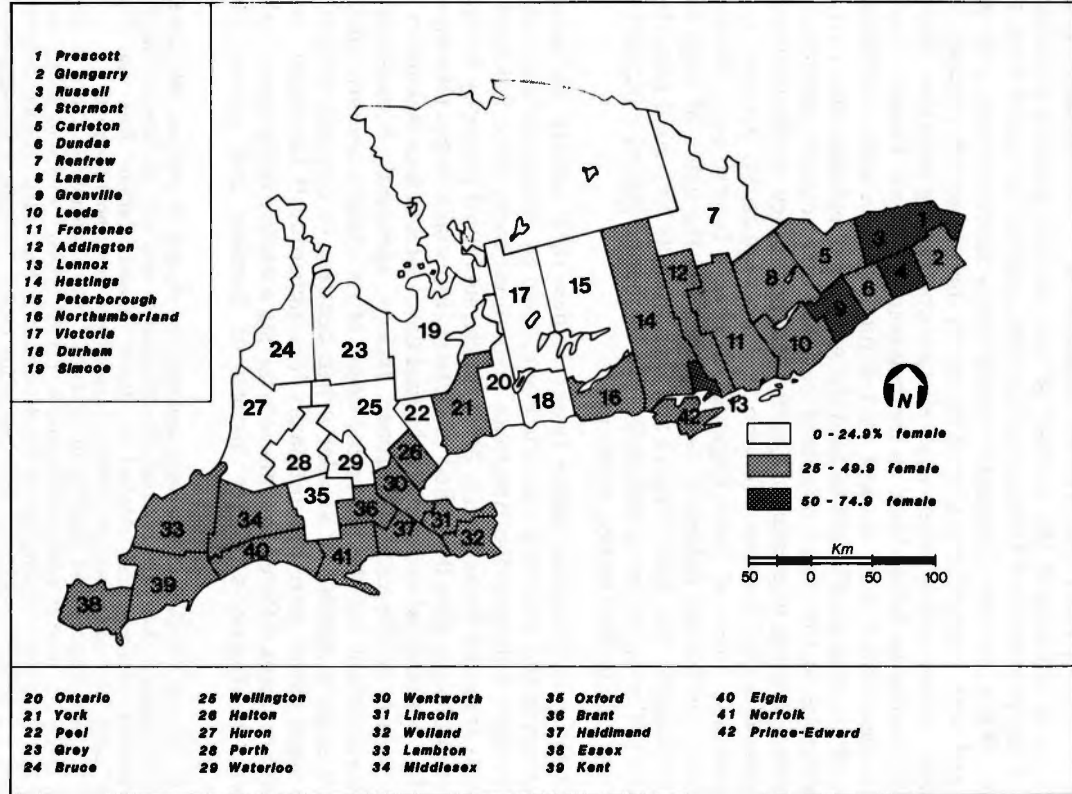 1 Prescott
2 Glengarry
3 Russell
4 Stormont
5 Carleton
6 Dundas
7 Renfrew
8 Lanark
9 Grenville
10 Leeds
11 Frontenac
12 Addington
13 Lennox
14 Hastings
15 Peterborough
16 Northumberland
17 Victoria
18 Durham
19 Simcoe
7
1
3
5
2
12
17
15
8
4
6
9
19
14
24
23
11
10
20
27
25
22
21
18
16
42
13
N
28
29
26
30
35
36
31
33
34
37
32
40
41
39
38
0 - 24.9% female
25 - 49.9 female
50 - 74.9 female
Km
50 0 50 100
20 Ontario
21 York
22 Peel
23 Grey
24 Bruce
25 Wellington
26 Halton
27 Huron
28 Perth
29 Waterloo
30 Wentworth
31 Lincoln
32 Welland
33 Lambton
34 Middlesex
35 Oxford
36 Brant
37 Haldimand
38 Essex
39 Kent
40 Elgin
41 Norfolk
42 Prince-Edward